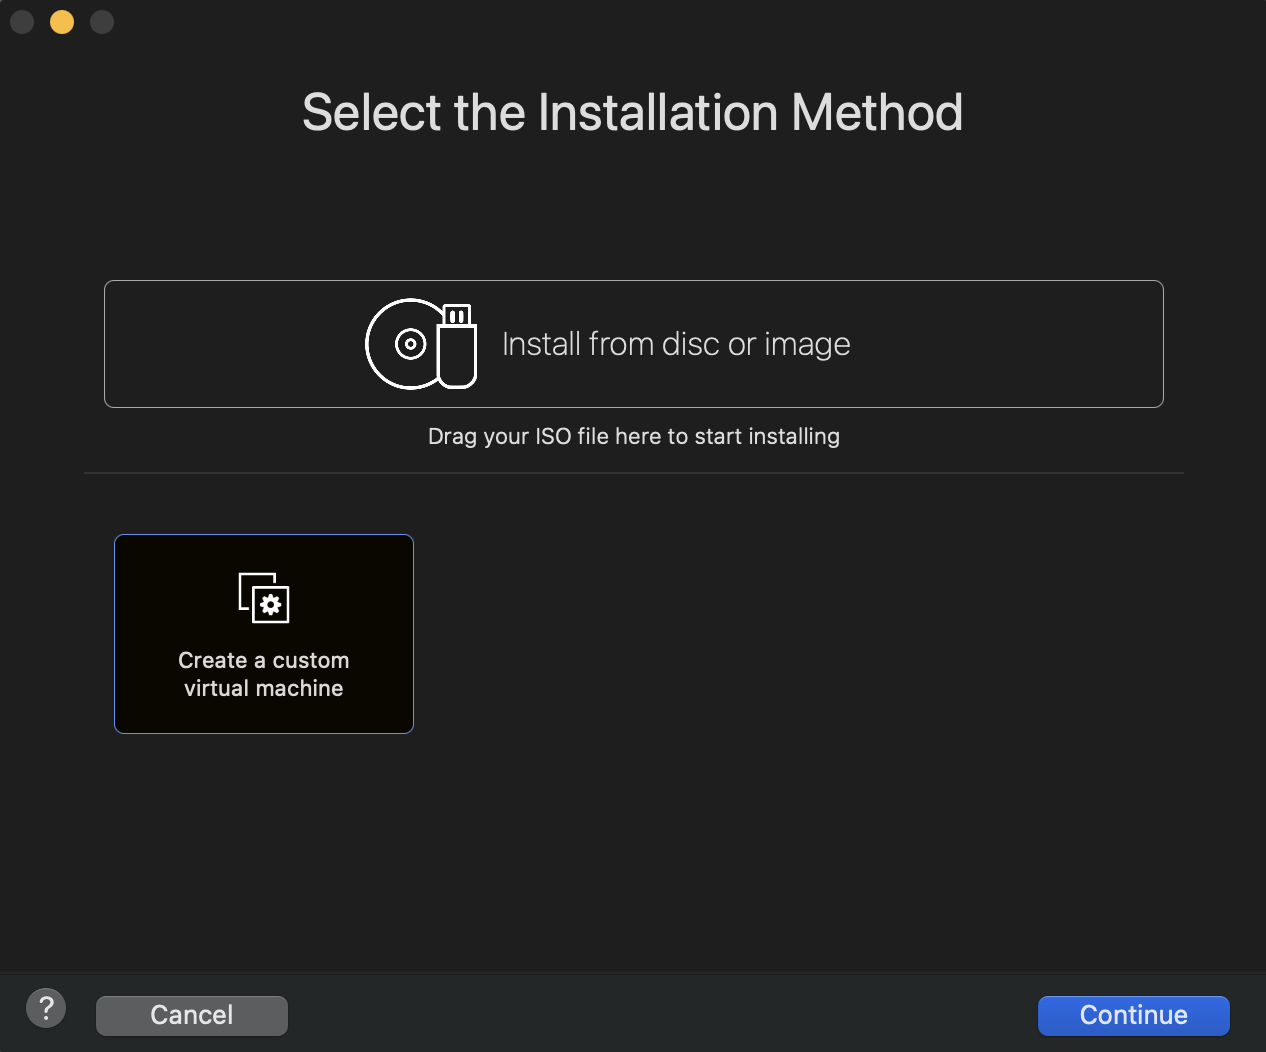 Select the Installation Method
Install from disc or image
Drag your ISO file here to start installing
Create a custom
virtual machine
?
Cancel
Continue